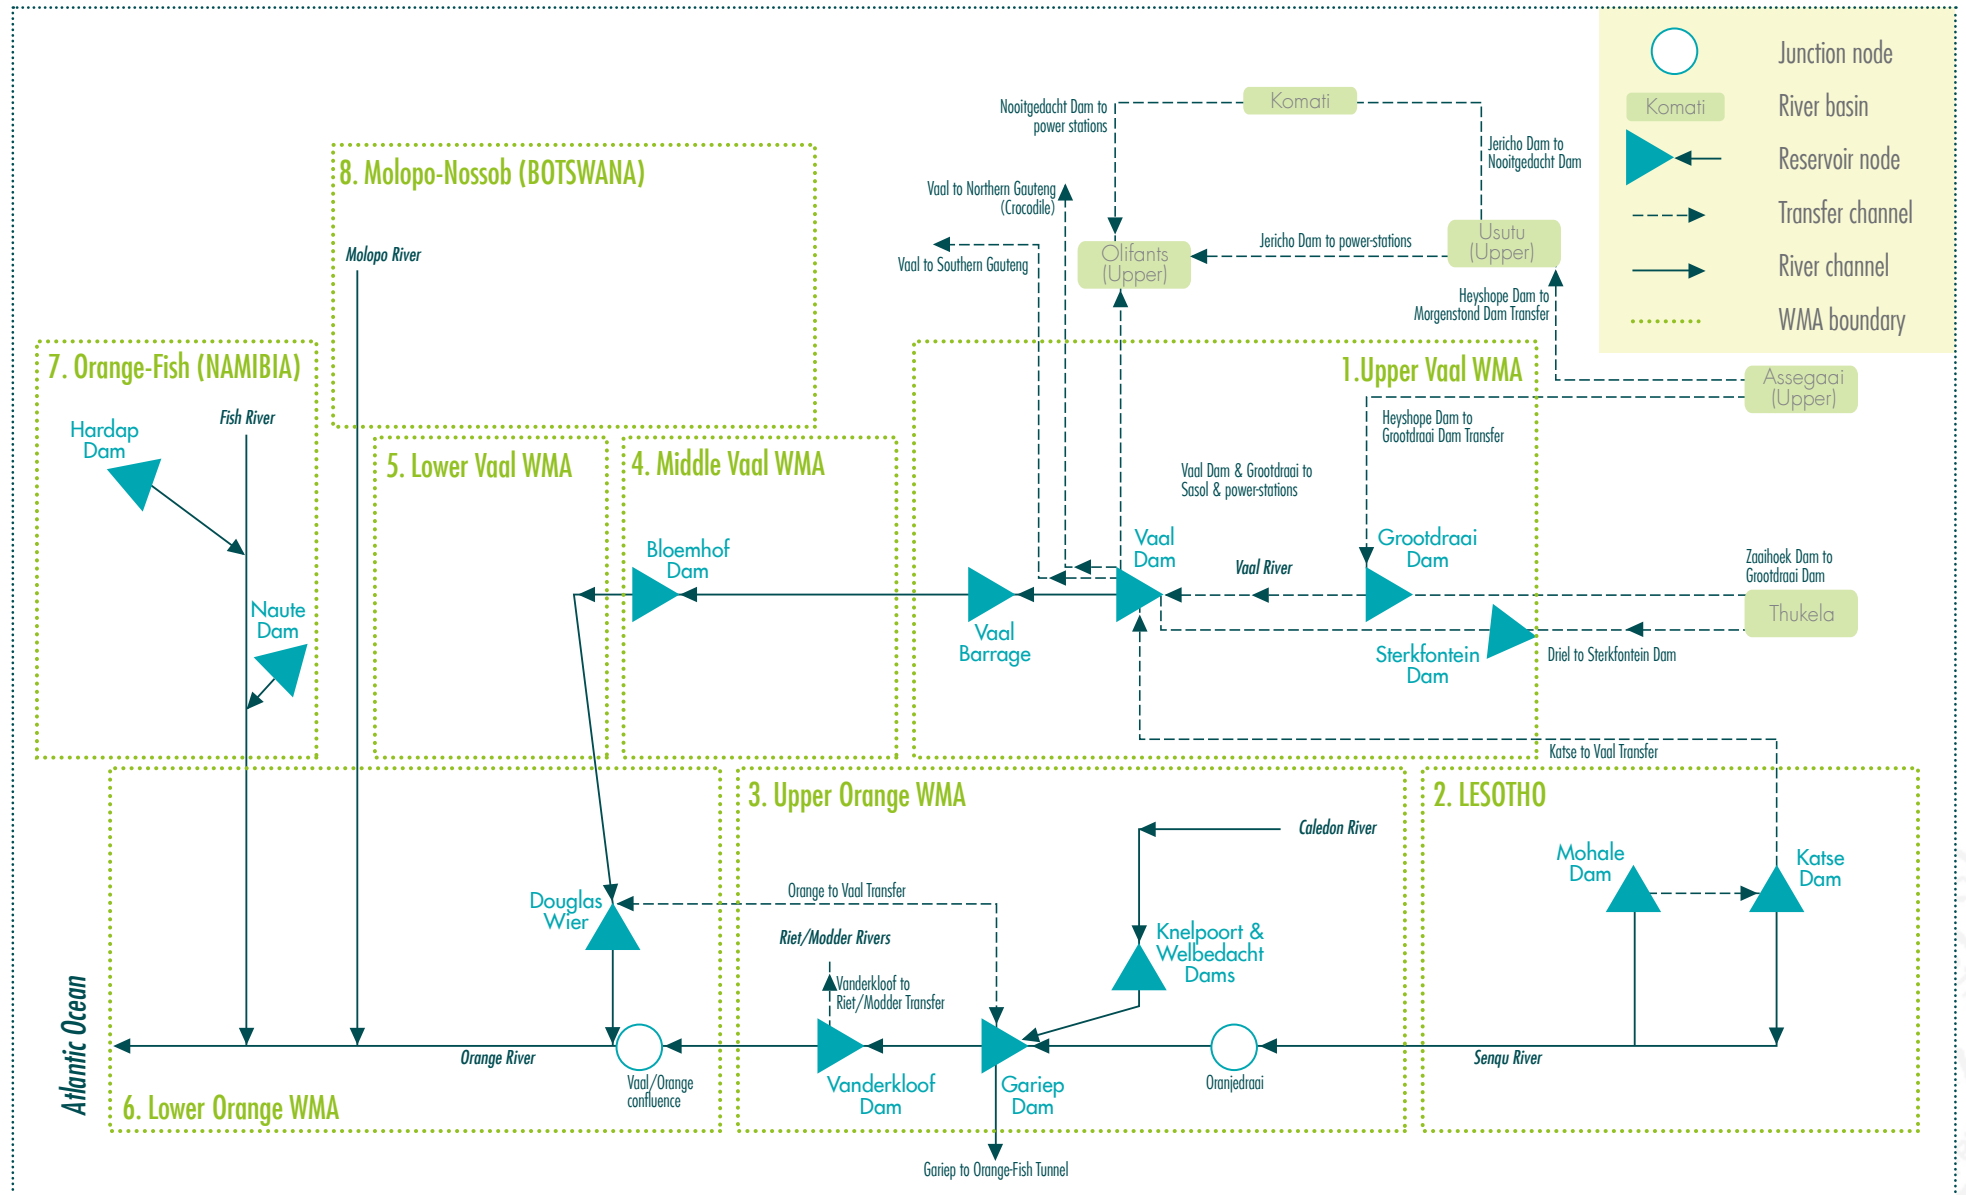 Junction node
Komati
River basin
Reservoir node
Transfer channel
River channel
WMA boundary
Nooitgedacht Dam to
power stations
Komati
Jericho Dam to
Nooitgedacht Dam
8. Molopo-Nossob (BOTSWANA)
Vaal to Northern Gauteng
(Crocodile)
Molopo River
Vaal to Southern Gauteng
Olifants
(Upper)
Jericho Dam to power-stations
Usutu
(Upper)
Heyshope Dam to
Morgenstond Dam Transfer
7. Orange-Fish (NAMIBIA)
1.Upper Vaal WMA
Assegaai
(Upper)
Hardap
Dam
Fish River
Heyshope Dam to
Grootdraai Dam Transfer
5. Lower Vaal WMA
4. Middle Vaal WMA
Vaal Dam & Grootdraai to
Sasol & power-stations
Bloemhof
Dam
Vaal
Dam
Vaal River
Grootdraai
Dam
Zaaihoek Dam to
Grootdraai Dam
Thukela
Naute
Dam
Vaal
Barrage
Sterkfontein
Dam
Driel to Sterkfontein Dam
Katse to Vaal Transfer
3. Upper Orange WMA
2. LESOTHO
Caledon River
Mohale
Dam
Katse
Dam
Douglas
Wier
Orange to Vaal Transfer
Riet/Modder Rivers
Knelpoort &
Welbedacht
Dams
Vanderkloof to
Riet/Modder Transfer
Atlantic Ocean
Orange River
Senqu River
Vaal/Orange
confluence
Vanderkloof
Dam
Gariep
Dam
Oranjedraai
6. Lower Orange WMA
Gariep to Orange-Fish Tunnel